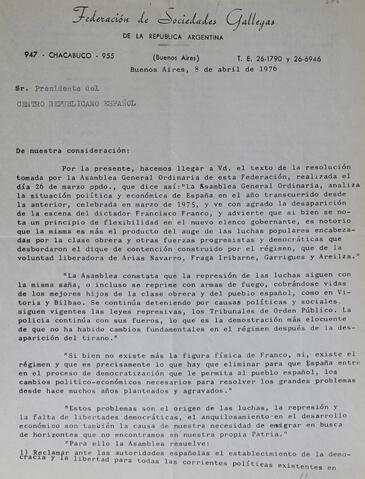 Federación de Sociedades Gallegas
DE LA REPUBLICA ARGENTINA
947 - CHACABUCO - 955 (Buenos Aires) T. E. 26-1790 y 26-6946
Buenos Aires, 8 de abril de 1976
Sr. Presidente del
CENTRO REPUBLICANO ESPAÑOL
De nuestra consideración:
Por la presente, hacemos llegar a Vd. el texto de la resolución
tomada por la Asamblea General Ordinaria de esta Federación, realizada el
día 26 de marzo ppdo., que dice así:"La Asamblea General Ordinaria, analiza
la situación política y económica de España en el año transcurrido desde
la anterior, celebrada en marzo de 1975, y ve con agrado la desaparición
de la escena del dictador Francisco Franco, y advierte que si bien se no-
ta un principio de flexibilidad en el nuevo elenco gobernante, es notorio
que la misma es más el producto del auge de las luchas populares encabeza-
das por la clase obrera y otras fuerzas progresistas y democráticas que
desbordaron el dique de contención construído por el régimen, que de la
voluntad liberadora de Arias Navarro, Fraga Iribarne, Garrigues y Areilza."
"La Asamblea constata que la represión de las luchas siguen con
la misma saña, o incluso se reprime con armas de fuego, cobrándose vidas
de los mejores hijos de la clase obrera y del pueblo español, como en Vi-
toria y Bilbao. Se continúa deteniendo por causas políticas y sociales.
siguen vigentes las leyes represivas, los Tribunales de Orden Público. La
policía continúa con sus fueros, lo que es la demostración más elocuente
de que no ha habido cambios fundamentales en el régimen después de la des-
aparición del tirano."
"Si bien no existe más la figura física de Franco, si, existe el
régimen y es precisamente lo que hay que eliminar para que España entre
en el proceso de democratización que le permita al pueblo español, los
cambios político-económicos necesarios para resolver los grandes problemas
desde hace muchos años planteados y agravados."
"Estos problemas son el origen de las luchas, la represión y
la falta de libertades democráticas, el anquilosamiento en el desarrollo
económico son también la causa de nuestra necesidad de emigrar en busca
de horizontes que no encontramos en nuestra propia Patria."
"Para ello la Asamblea resuelve:
1) Reclamar ante las autoridades españolas el establecimiento de la demo-
cracia y la libertad para todas las corrientes políticas existentes en